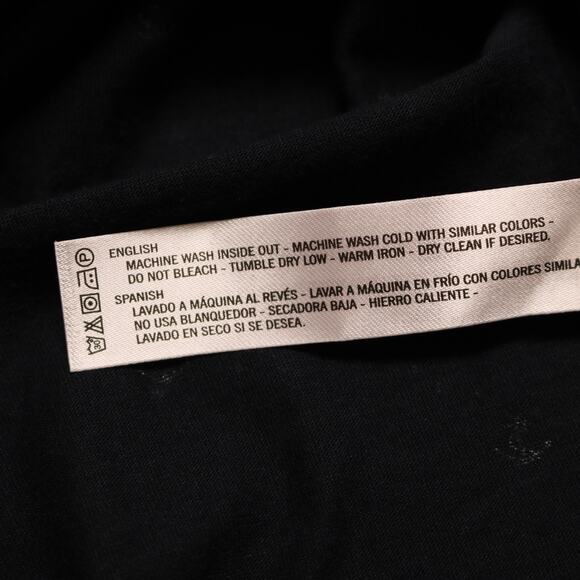 ENGLISH
MACHINE WASH INSIDE OUT - MACHINE WASH COLD WITH SIMILAR COLORS -
DO NOT BLEACH - TUMBLE DRY LOW - WARM IRON - DRY CLEAN IF DESIRED.
SPANISH
LAVADO A MÁQUINA AL REVÉS - LAVAR A MÁQUINA EN FRÍO CON COLORES SIMILA
NO USA BLANQUEDOR - SECADORA BAJA - HIERRO CALIENTE -
LAVADO EN SECO SI SE DESEA.
30
P